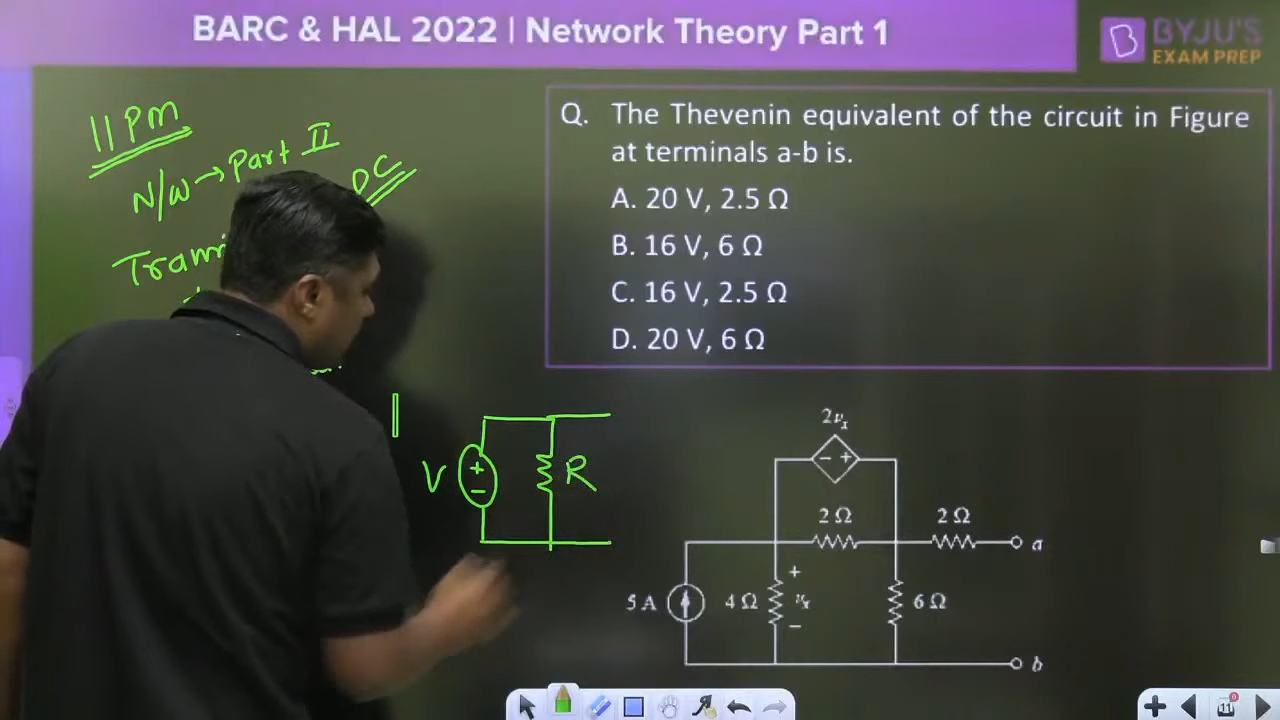 BARC & HAL 2022 | Network Theory Part 1
BYJU'S
EXAM PREP
11 PM
N/W → Part II
DC
Q. The Thevenin equivalent of the circuit in Figure
at terminals a-b is.
A. 20 V, 2.5 Ω
B. 16 V, 6 Ω
C. 16 V, 2.5 Ω
D. 20 V, 6 Ω
V
+
−
R
2vx
− +
2 Ω
2 Ω
a
5 A
4 Ω
+
vx
−
6 Ω
b
11